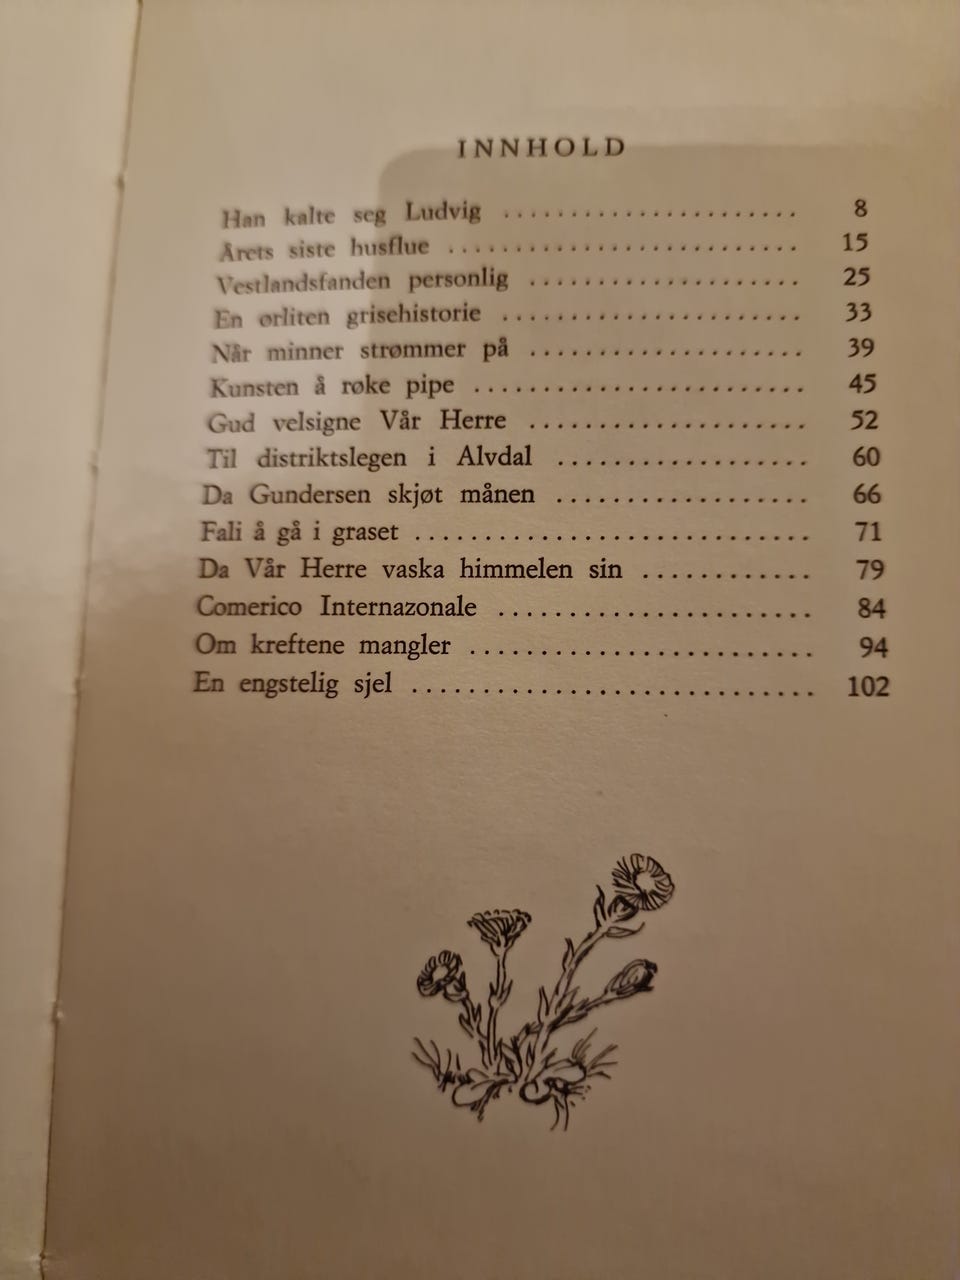 INNHOLD
Han kalte seg Ludvig ...................... 8
Årets siste husflue .......................... 15
Vestlandsfanden personlig .................... 25
En ørliten grisehistorie ...................... 33
Når minner strømmer på .................... 39
Kunsten å røke pipe ......................... 45
Gud velsigne Vår Herre ..................... 52
Til distriktslegen i Alvdal ................... 60
Da Gundersen skjøt månen ................... 66
Fali å gå i graset ............................. 71
Da Vår Herre vaska himmelen sin ............ 79
Comerico Internazonale ...................... 84
Om kreftene mangler ......................... 94
En engstelig sjel ............................. 102